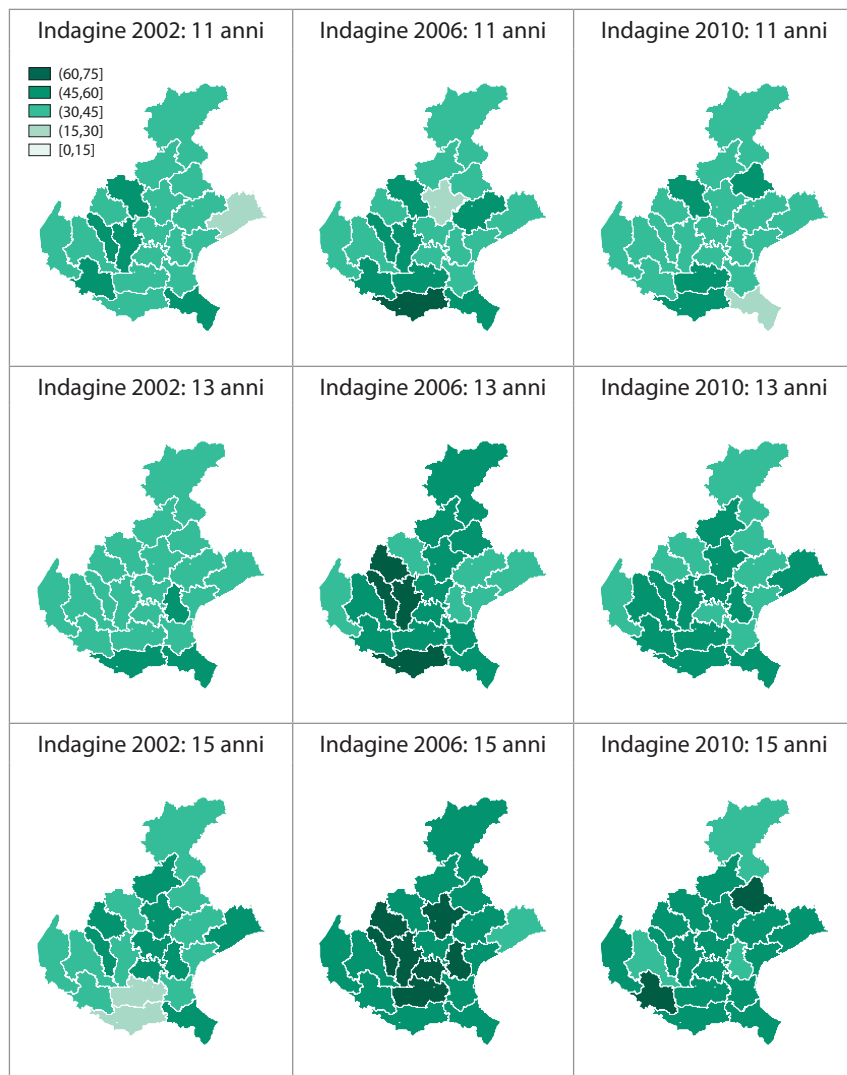 Indagine 2002: 11 anni
Indagine 2006: 11 anni
Indagine 2010: 11 anni
(60,75]
(45,60]
(30,45]
(15,30]
[0,15]
Indagine 2002: 13 anni
Indagine 2006: 13 anni
Indagine 2010: 13 anni
Indagine 2002: 15 anni
Indagine 2006: 15 anni
Indagine 2010: 15 anni